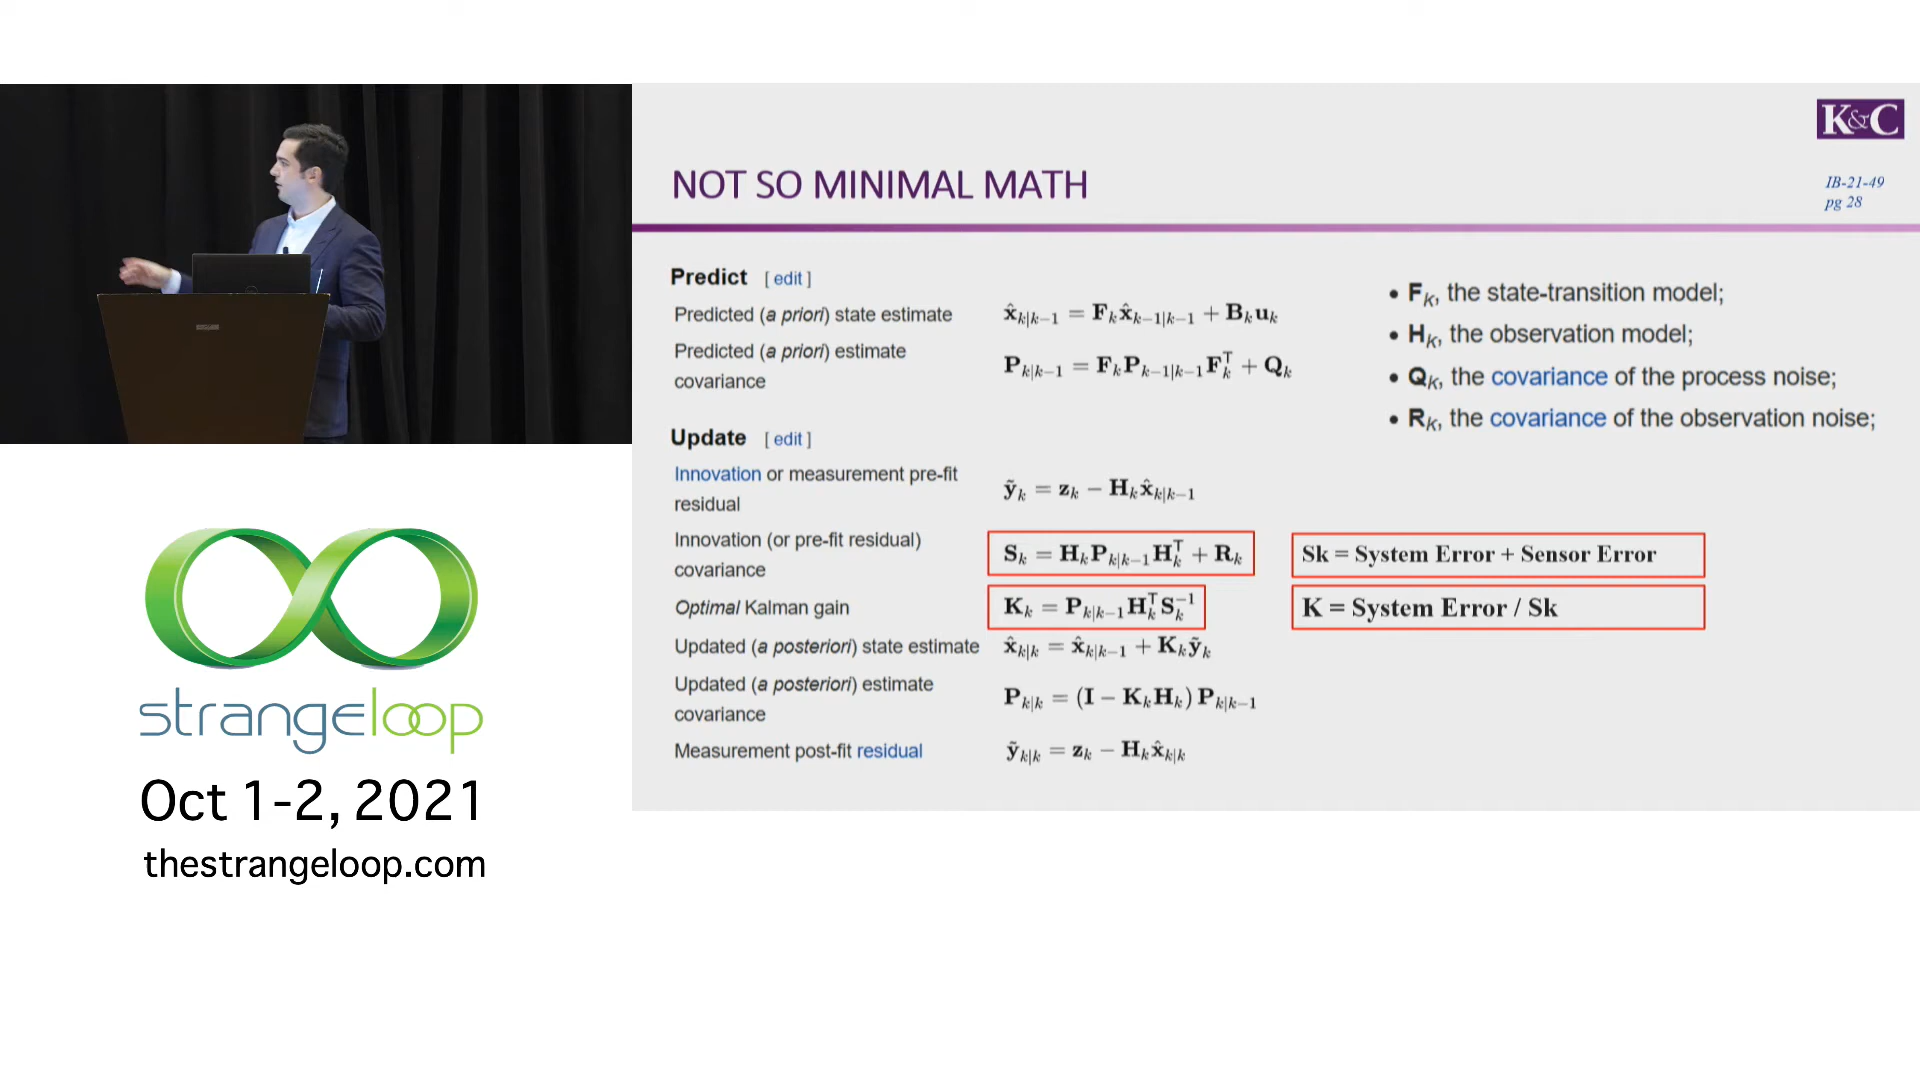 K&C
NOT SO MINIMAL MATH
IB-21-49
pg 28
Predict [ edit ]
Predicted (a priori) state estimate x̂ₖ|ₖ₋₁ = Fₖx̂ₖ₋₁|ₖ₋₁ + Bₖuₖ
Predicted (a priori) estimate
covariance
Pₖ|ₖ₋₁ = FₖPₖ₋₁|ₖ₋₁Fₖᵀ + Qₖ
Update [ edit ]
Innovation or measurement pre-fit
residual
ỹₖ = zₖ − Hₖx̂ₖ|ₖ₋₁
Innovation (or pre-fit residual)
covariance
Sₖ = HₖPₖ|ₖ₋₁Hₖᵀ + Rₖ
Optimal Kalman gain Kₖ = Pₖ|ₖ₋₁HₖᵀSₖ⁻¹
Updated (a posteriori) state estimate x̂ₖ|ₖ = x̂ₖ|ₖ₋₁ + Kₖỹₖ
Updated (a posteriori) estimate
covariance
Pₖ|ₖ = (I − KₖHₖ) Pₖ|ₖ₋₁
Measurement post-fit residual ỹₖ|ₖ = zₖ − Hₖx̂ₖ|ₖ
• Fₖ, the state-transition model;
• Hₖ, the observation model;
• Qₖ, the covariance of the process noise;
• Rₖ, the covariance of the observation noise;
Sk = System Error + Sensor Error
K = System Error / Sk
strangeloop
Oct 1-2, 2021
thestrangeloop.com